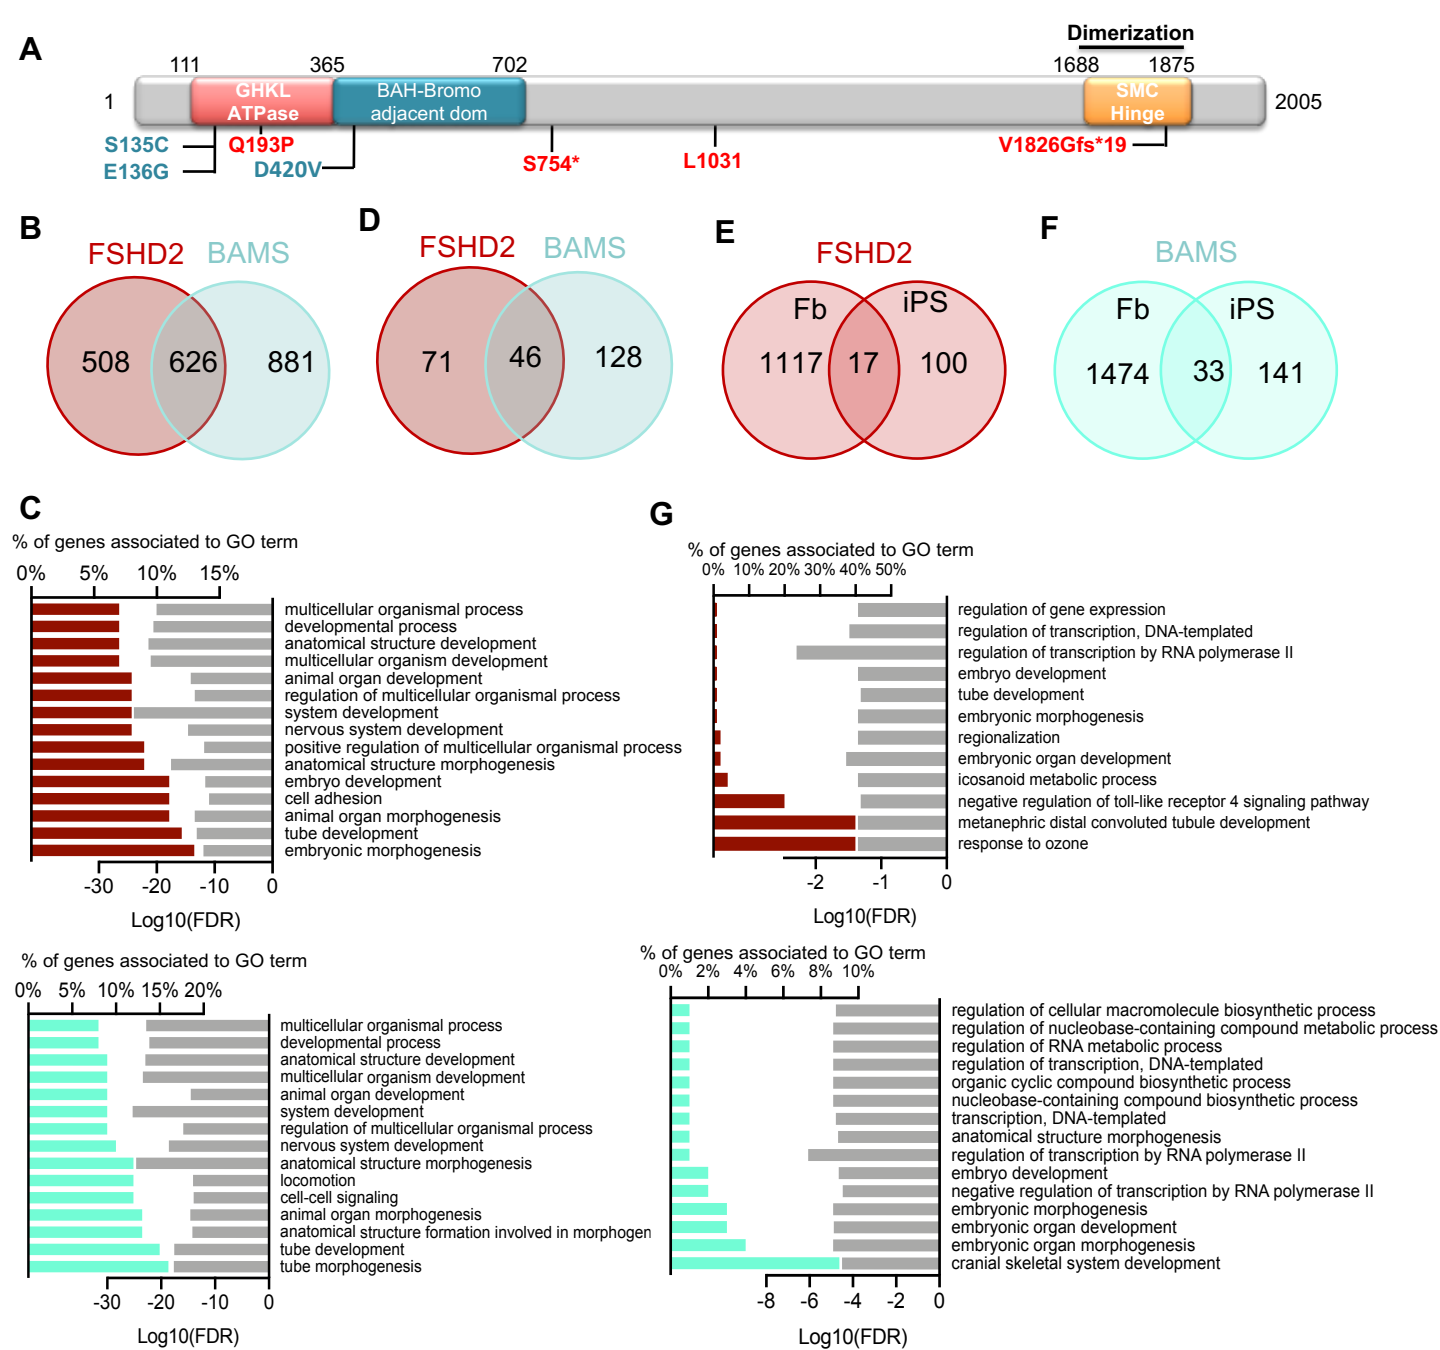 A
Dimerization
111
365
702
1688
1875
1
GHKL
ATPase
BAH-Bromo
adjacent dom
SMC
Hinge
2005
S135C
E136G
Q193P
D420V
S754*
L1031
V1826Gfs*19
B
FSHD2
BAMS
508
626
881
D
FSHD2
BAMS
71
46
128
E
FSHD2
Fb
iPS
1117
17
100
F
BAMS
Fb
iPS
1474
33
141
C
% of genes associated to GO term
0% 5% 10% 15%
multicellular organismal process
developmental process
anatomical structure development
multicellular organism development
animal organ development
regulation of multicellular organismal process
system development
nervous system development
positive regulation of multicellular organismal process
anatomical structure morphogenesis
embryo development
cell adhesion
animal organ morphogenesis
tube development
embryonic morphogenesis
-30 -20 -10 0
Log10(FDR)
% of genes associated to GO term
0% 5% 10% 15% 20%
multicellular organismal process
developmental process
anatomical structure development
multicellular organism development
animal organ development
system development
regulation of multicellular organismal process
nervous system development
anatomical structure morphogenesis
locomotion
cell-cell signaling
animal organ morphogenesis
anatomical structure formation involved in morphogen
tube development
tube morphogenesis
-30 -20 -10 0
Log10(FDR)
G
% of genes associated to GO term
0% 10% 20% 30% 40% 50%
regulation of gene expression
regulation of transcription, DNA-templated
regulation of transcription by RNA polymerase II
embryo development
tube development
embryonic morphogenesis
regionalization
embryonic organ development
icosanoid metabolic process
negative regulation of toll-like receptor 4 signaling pathway
metanephric distal convoluted tubule development
response to ozone
-2 -1 0
Log10(FDR)
% of genes associated to GO term
0% 2% 4% 6% 8% 10%
regulation of cellular macromolecule biosynthetic process
regulation of nucleobase-containing compound metabolic process
regulation of RNA metabolic process
regulation of transcription, DNA-templated
organic cyclic compound biosynthetic process
nucleobase-containing compound biosynthetic process
transcription, DNA-templated
anatomical structure morphogenesis
regulation of transcription by RNA polymerase II
embryo development
negative regulation of transcription by RNA polymerase II
embryonic morphogenesis
embryonic organ development
embryonic organ morphogenesis
cranial skeletal system development
-8 -6 -4 -2 0
Log10(FDR)